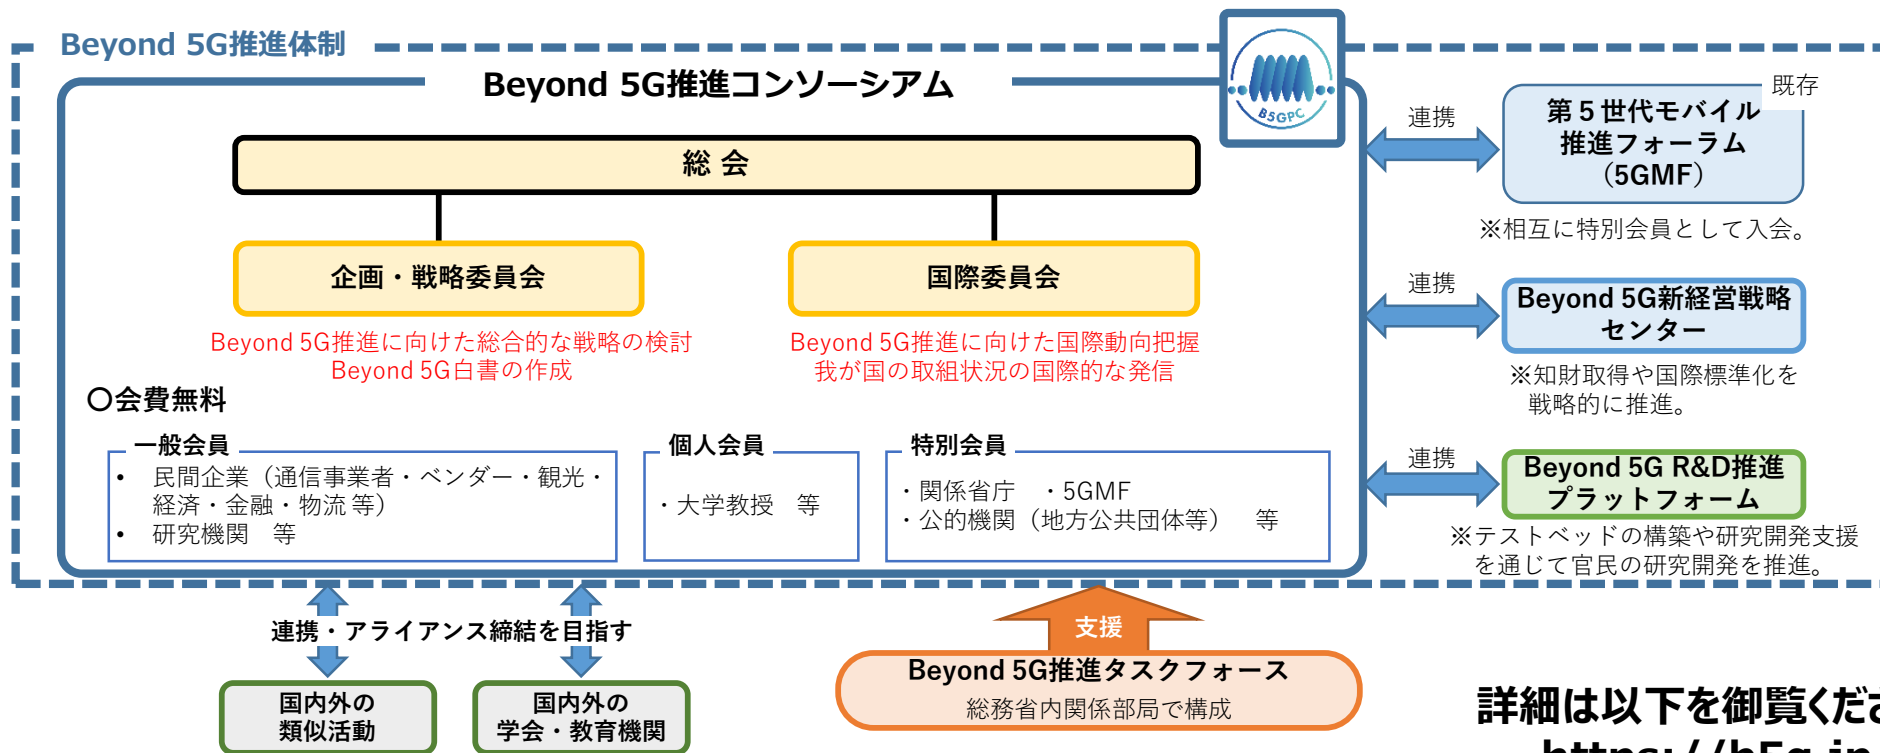 Beyond 5G推進体制
Beyond 5G推進コンソーシアム
B5GPC
総 会
企画・戦略委員会
国際委員会
Beyond 5G推進に向けた総合的な戦略の検討
Beyond 5G白書の作成
Beyond 5G推進に向けた国際動向把握
我が国の取組状況の国際的な発信
〇会費無料
一般会員
• 民間企業（通信事業者・ベンダー・観光・
経済・金融・物流 等）
• 研究機関　等
個人会員
・大学教授　等
特別会員
・関係省庁　・5GMF
・公的機関（地方公共団体等）　等
連携
既存
第５世代モバイル
推進フォーラム
（5GMF）
※相互に特別会員として入会。
連携
Beyond 5G新経営戦略
センター
※知財取得や国際標準化を
戦略的に推進。
連携
Beyond 5G R&D推進
プラットフォーム
※テストベッドの構築や研究開発支援
を通じて官民の研究開発を推進。
連携・アライアンス締結を目指す
国内外の
類似活動
国内外の
学会・教育機関
支援
Beyond 5G推進タスクフォース
総務省内関係部局で構成
詳細は以下を御覧くださ
https://b5g.jp